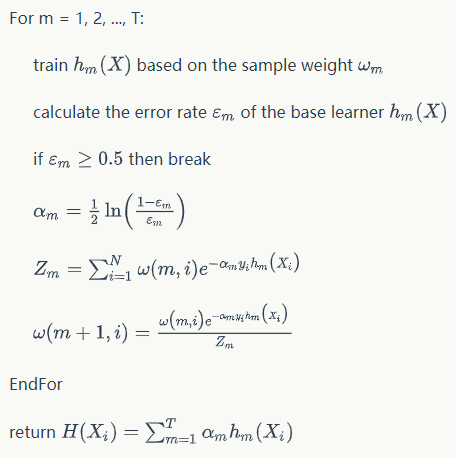 For m = 1, 2, ..., T:
train $h_m(X)$ based on the sample weight $\omega_m$
calculate the error rate $\varepsilon_m$ of the base learner $h_m(X)$
if $\varepsilon_m \geq 0.5$ then break
$\alpha_m = \frac{1}{2} \ln\left(\frac{1-\varepsilon_m}{\varepsilon_m}\right)$
$Z_m = \sum_{i=1}^{N} \omega(m, i) e^{-\alpha_m y_i h_m(X_i)}$
$\omega(m+1, i) = \frac{\omega(m,i) e^{-\alpha_m y_i h_m(x_i)}}{Z_m}$
EndFor
return $H(X_i) = \sum_{m=1}^{T} \alpha_m h_m(X_i)$